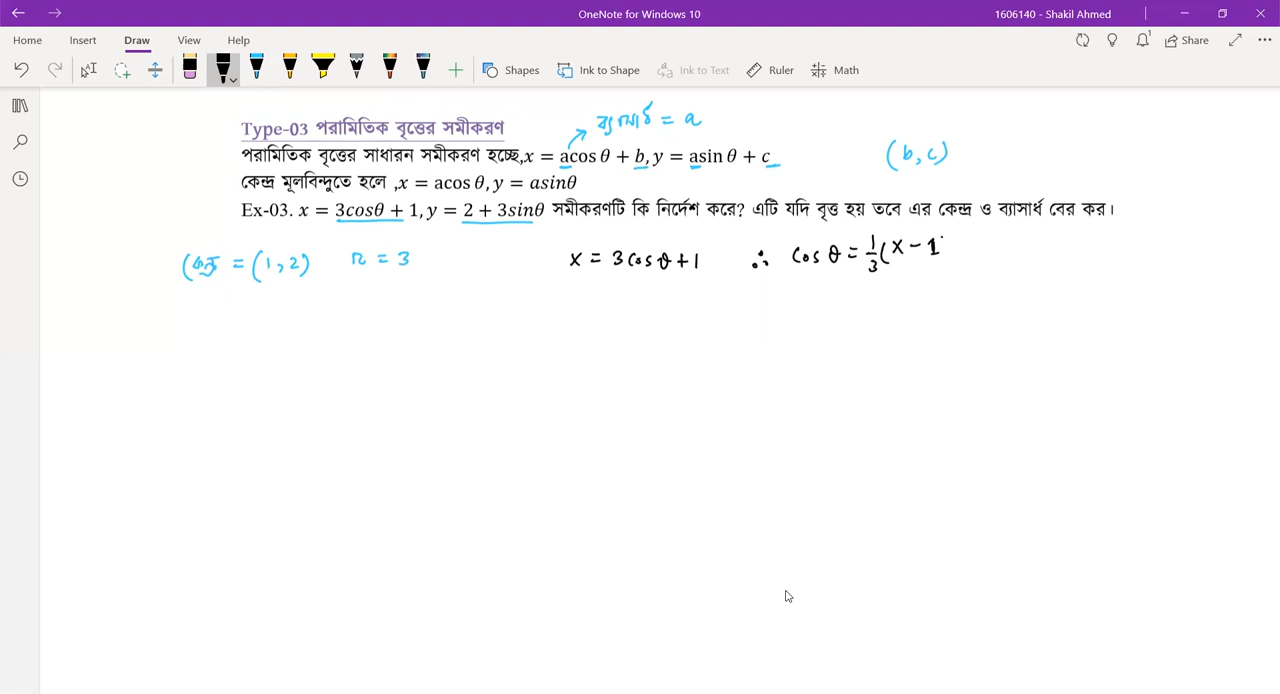 OneNote for Windows 10
1606140 - Shakil Ahmed
Home Insert Draw View Help
Share
Shapes Ink to Shape Ink to Text Ruler Math
ব্যাসার্ধ = a
Type-03 পরামিতিক বৃত্তের সমীকরণ
পরামিতিক বৃত্তের সাধারন সমীকরণ হচ্ছে,x = acos θ + b, y = asin θ + c
(b, c)
কেন্দ্র মূলবিন্দুতে হলে ,x = acos θ, y = asinθ
Ex-03. x = 3cosθ + 1, y = 2 + 3sinθ সমীকরণটি কি নির্দেশ করে? এটি যদি বৃত্ত হয় তবে এর কেন্দ্র ও ব্যাসার্ধ বের কর।
কেন্দ্র = (1, 2) r = 3 x = 3 cos θ + 1 ∴ cos θ = 1/3 (x - 1